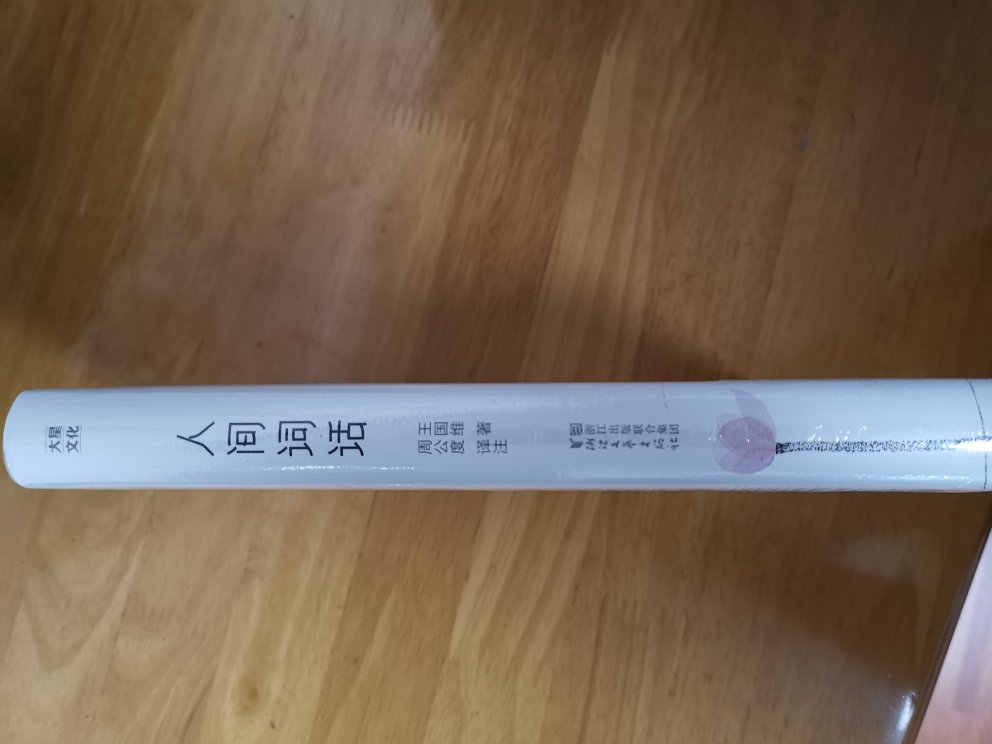 大星
文化
人间词话
王国维 著
周公度 译注
浙江出版联合集团
浙江文艺出版社